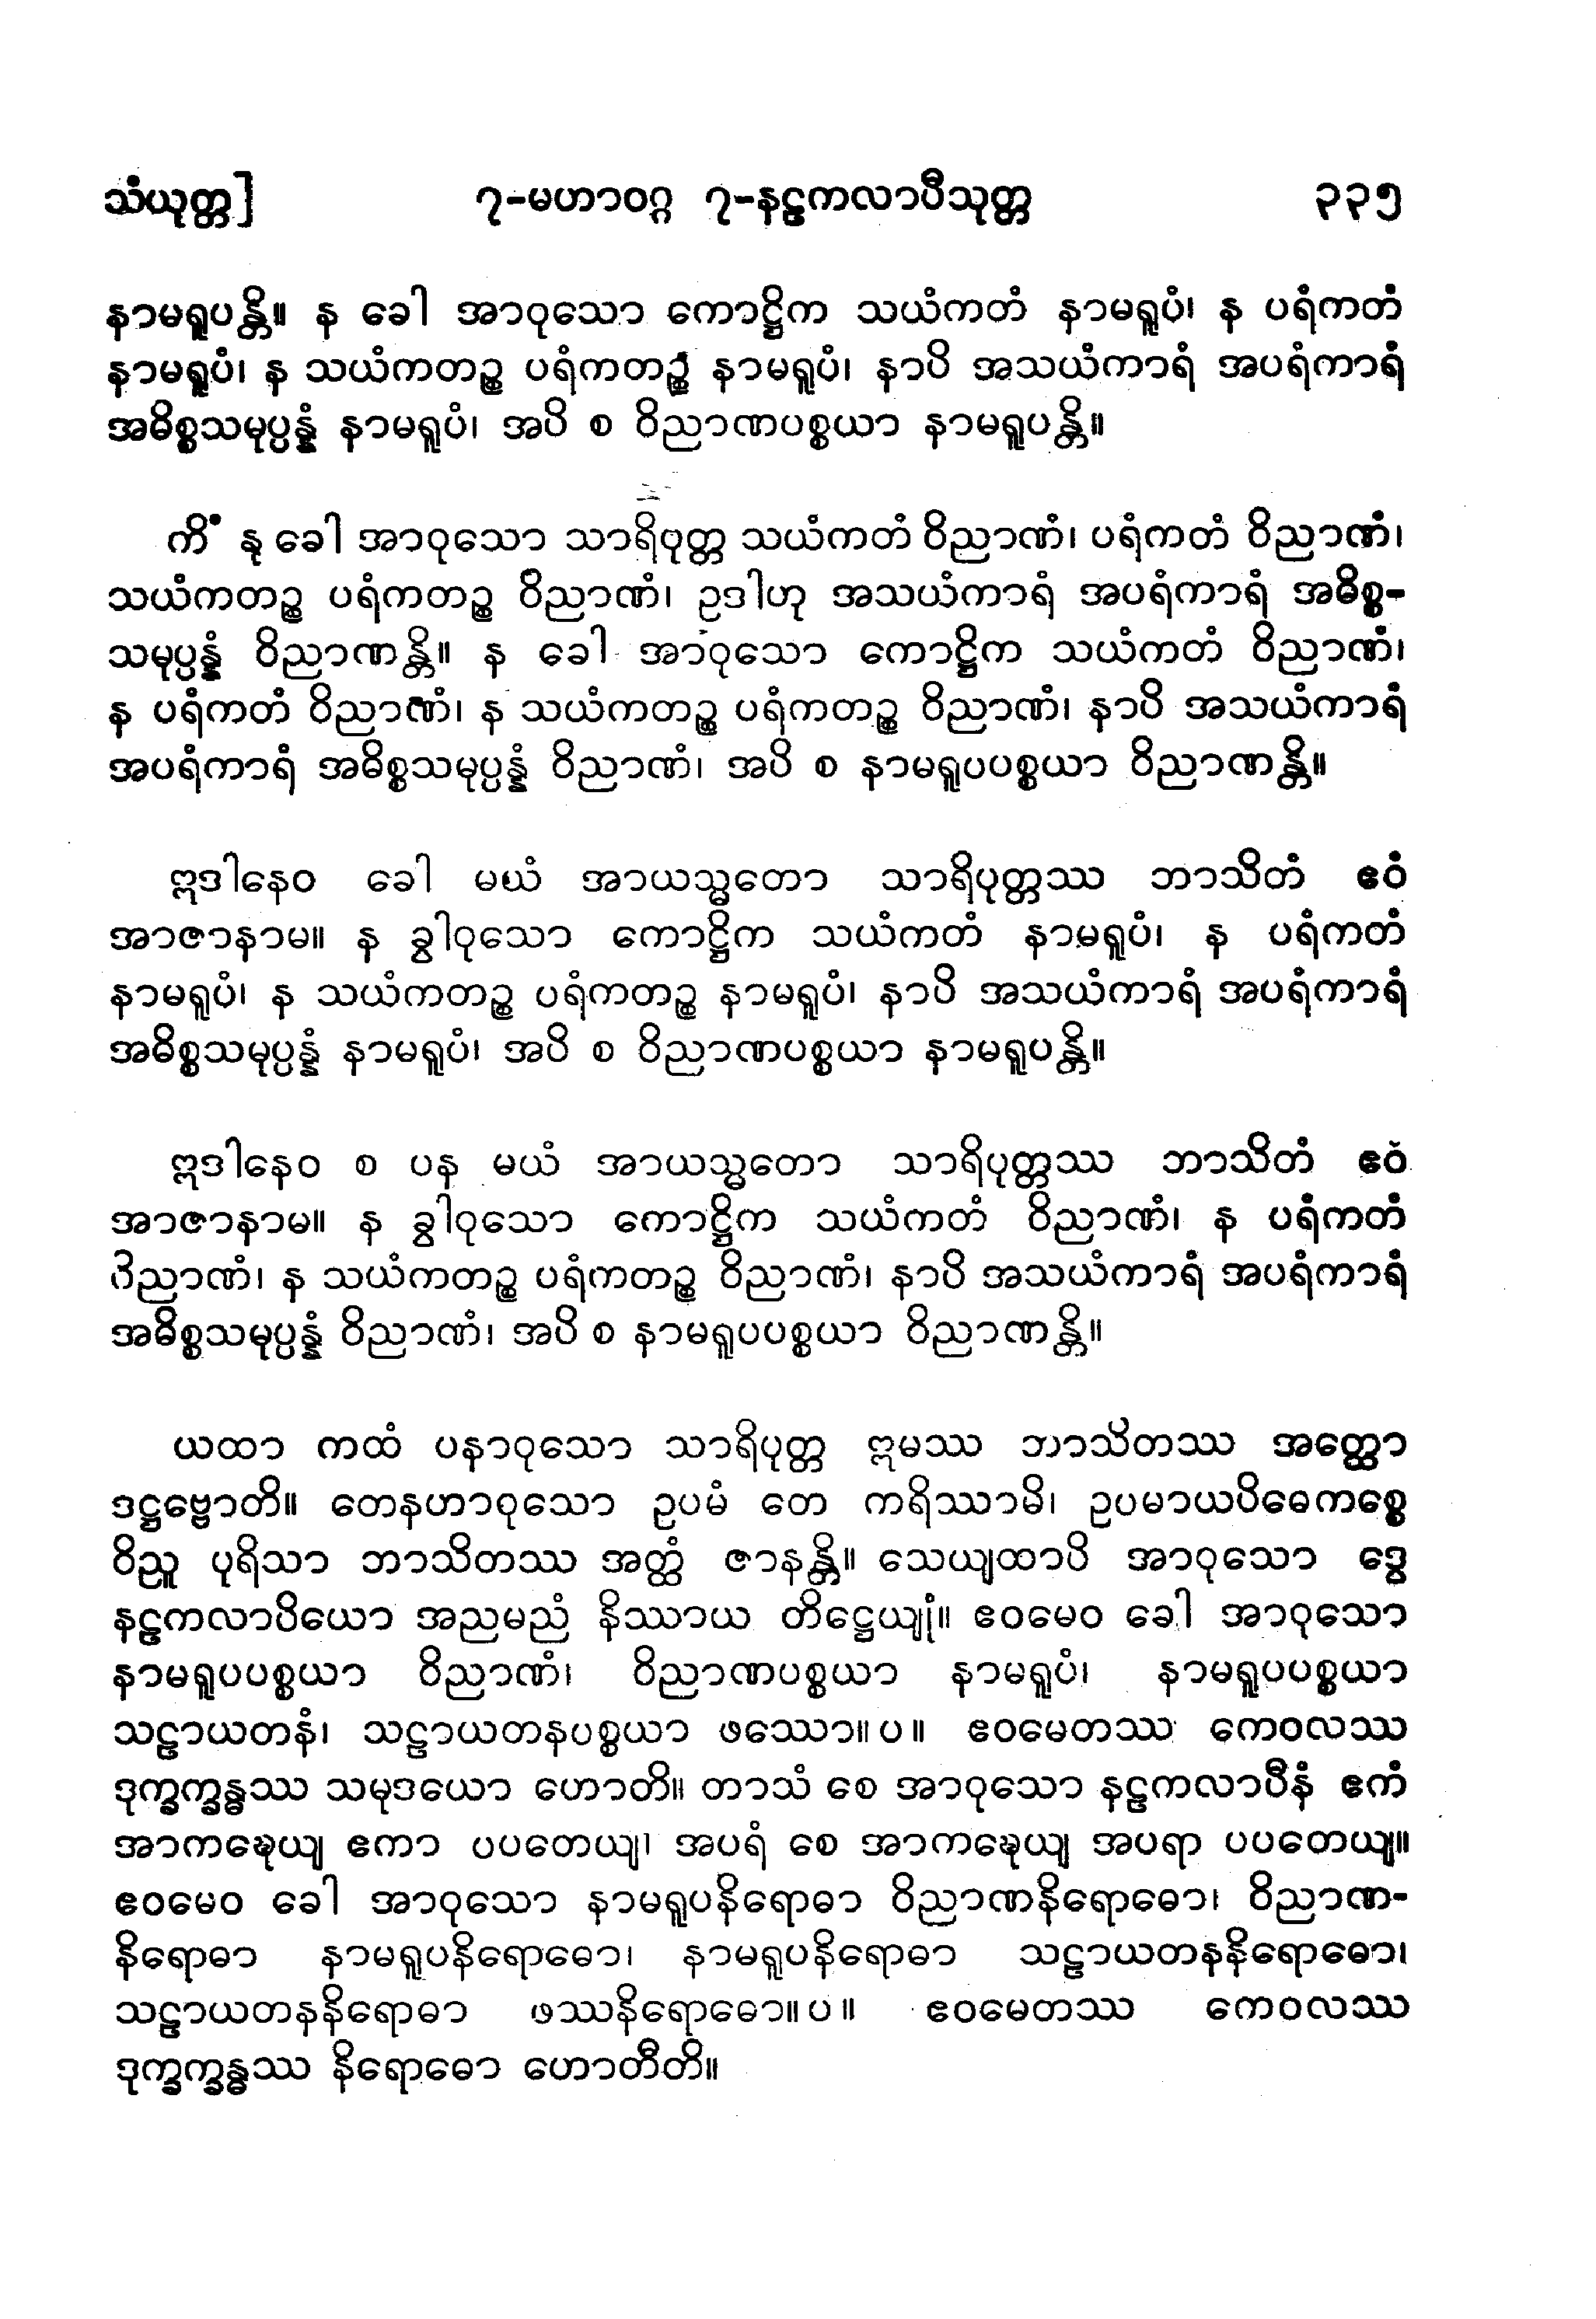 သံယုတ္တ] ၇-မဟာဝဂ္ဂ ၇-နဠကလာပီသုတ္တ ၃၃၅
နာမရူပန္တိ။ န ခေါ အာဝုသော ကောဋ္ဌိက သယံကတံ နာမရူပံ၊ န ပရံကတံ
နာမရူပံ၊ န သယံကတဉ္စ ပရံကတဉ္စ နာမရူပံ၊ နာပိ အသယံကာရံ အပရံကာရံ
အဓိစ္စသမုပ္ပန္နံ နာမရူပံ၊ အပိ စ ဝိညာဏပစ္စယာ နာမရူပန္တိ။
ကိံ နု ခေါ အာဝုသော သာရိပုတ္တ သယံကတံ ဝိညာဏံ၊ ပရံကတံ ဝိညာဏံ၊
သယံကတဉ္စ ပရံကတဉ္စ ဝိညာဏံ၊ ဥဒါဟု အသယံကာရံ အပရံကာရံ အဓိစ္စ-
သမုပ္ပန္နံ ဝိညာဏန္တိ။ န ခေါ အာဝုသော ကောဋ္ဌိက သယံကတံ ဝိညာဏံ၊
န ပရံကတံ ဝိညာဏံ၊ န သယံကတဉ္စ ပရံကတဉ္စ ဝိညာဏံ၊ နာပိ အသယံကာရံ
အပရံကာရံ အဓိစ္စသမုပ္ပန္နံ ဝိညာဏံ၊ အပိ စ နာမရူပပစ္စယာ ဝိညာဏန္တိ။
ဣဒါနေဝ ခေါ မယံ အာယသ္မတော သာရိပုတ္တဿ ဘာသိတံ ဧဝံ
အာဇာနာမ။ န ခွါဝုသော ကောဋ္ဌိက သယံကတံ နာမရူပံ၊ န ပရံကတံ
နာမရူပံ၊ န သယံကတဉ္စ ပရံကတဉ္စ နာမရူပံ၊ နာပိ အသယံကာရံ အပရံကာရံ
အဓိစ္စသမုပ္ပန္နံ နာမရူပံ၊ အပိ စ ဝိညာဏပစ္စယာ နာမရူပန္တိ။
ဣဒါနေဝ စ ပန မယံ အာယသ္မတော သာရိပုတ္တဿ ဘာသိတံ ဧဝံ
အာဇာနာမ။ န ခွါဝုသော ကောဋ္ဌိက သယံကတံ ဝိညာဏံ၊ န ပရံကတံ
ဝိညာဏံ၊ န သယံကတဉ္စ ပရံကတဉ္စ ဝိညာဏံ၊ နာပိ အသယံကာရံ အပရံကာရံ
အဓိစ္စသမုပ္ပန္နံ ဝိညာဏံ၊ အပိ စ နာမရူပပစ္စယာ ဝိညာဏန္တိ။
ယထာ ကထံ ပနာဝုသော သာရိပုတ္တ ဣမဿ ဘာသိတဿ အတ္ထော
ဒဋ္ဌဗ္ဗောတိ။ တေနဟာဝုသော ဥပမံ တေ ကရိဿာမိ၊ ဥပမာယပိဓေကစ္စေ
ဝိညူ ပုရိသာ ဘာသိတဿ အတ္ထံ ဇာနန္တိ။ သေယျထာပိ အာဝုသော ဒွေ
နဠကလာပိယော အညမညံ နိဿာယ တိဋ္ဌေယျုံ။ ဧဝမေဝ ခေါ အာဝုသော
နာမရူပပစ္စယာ ဝိညာဏံ၊ ဝိညာဏပစ္စယာ နာမရူပံ၊ နာမရူပပစ္စယာ
သဠာယတနံ၊ သဠာယတနပစ္စယာ ဖဿော။ပ။ ဧဝမေတဿ ကေဝလဿ
ဒုက္ခက္ခန္ဓဿ သမုဒယော ဟောတိ။ တာသံ စေ အာဝုသော နဠကလာပီနံ ဧကံ
အာကဍ္ဎေယျ ဧကာ ပပတေယျ၊ အပရံ စေ အာကဍ္ဎေယျ အပရာ ပပတေယျ။
ဧဝမေဝ ခေါ အာဝုသော နာမရူပနိရောဓာ ဝိညာဏနိရောဓော၊ ဝိညာဏ-
နိရောဓာ နာမရူပနိရောဓော၊ နာမရူပနိရောဓာ သဠာယတနနိရောဓော၊
သဠာယတနနိရောဓာ ဖဿနိရောဓော။ပ။ ဧဝမေတဿ ကေဝလဿ
ဒုက္ခက္ခန္ဓဿ နိရောဓော ဟောတီတိ။